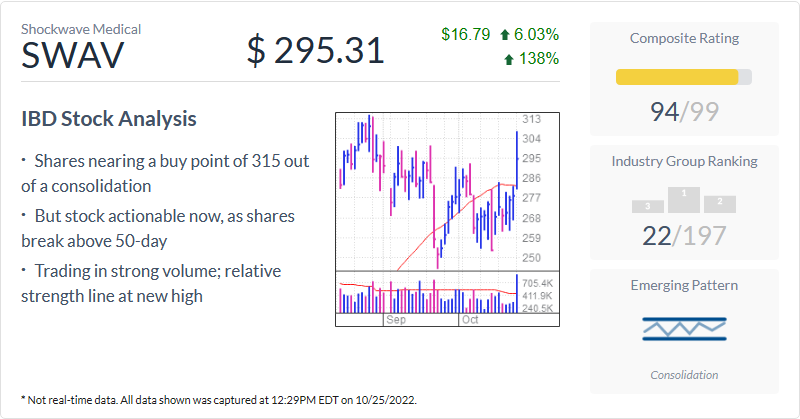 Shockwave Medical
SWAV
$ 295.31
$16.79 6.03%
138%
IBD Stock Analysis
· Shares nearing a buy point of 315 out
of a consolidation
· But stock actionable now, as shares
break above 50-day
· Trading in strong volume; relative
strength line at new high
313
304
295
286
277
268
259
250
705.4K
411.9K
240.5K
Sep Oct
Composite Rating
94/99
Industry Group Ranking
3 1 2
22/197
Emerging Pattern
Consolidation
* Not real-time data. All data shown was captured at 12:29PM EDT on 10/25/2022.